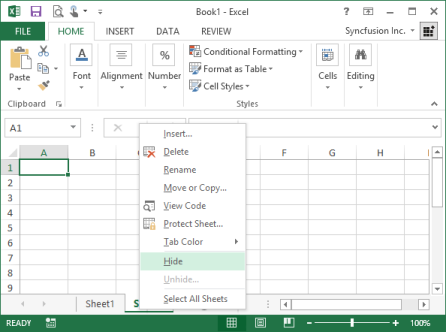 Book1 - Excel
FILE HOME INSERT DATA REVIEW Syncfusion Inc.
Paste
Font
Alignment
%
Number
Conditional Formatting
Format as Table
Cell Styles
Cells
Editing
Clipboard
Styles
A1
A B C F G H
1
2
3
4
5
6
7
8
9
Insert...
Delete
Rename
Move or Copy...
View Code
Protect Sheet...
Tab Color
Hide
Unhide...
Select All Sheets
Sheet1
READY 100%